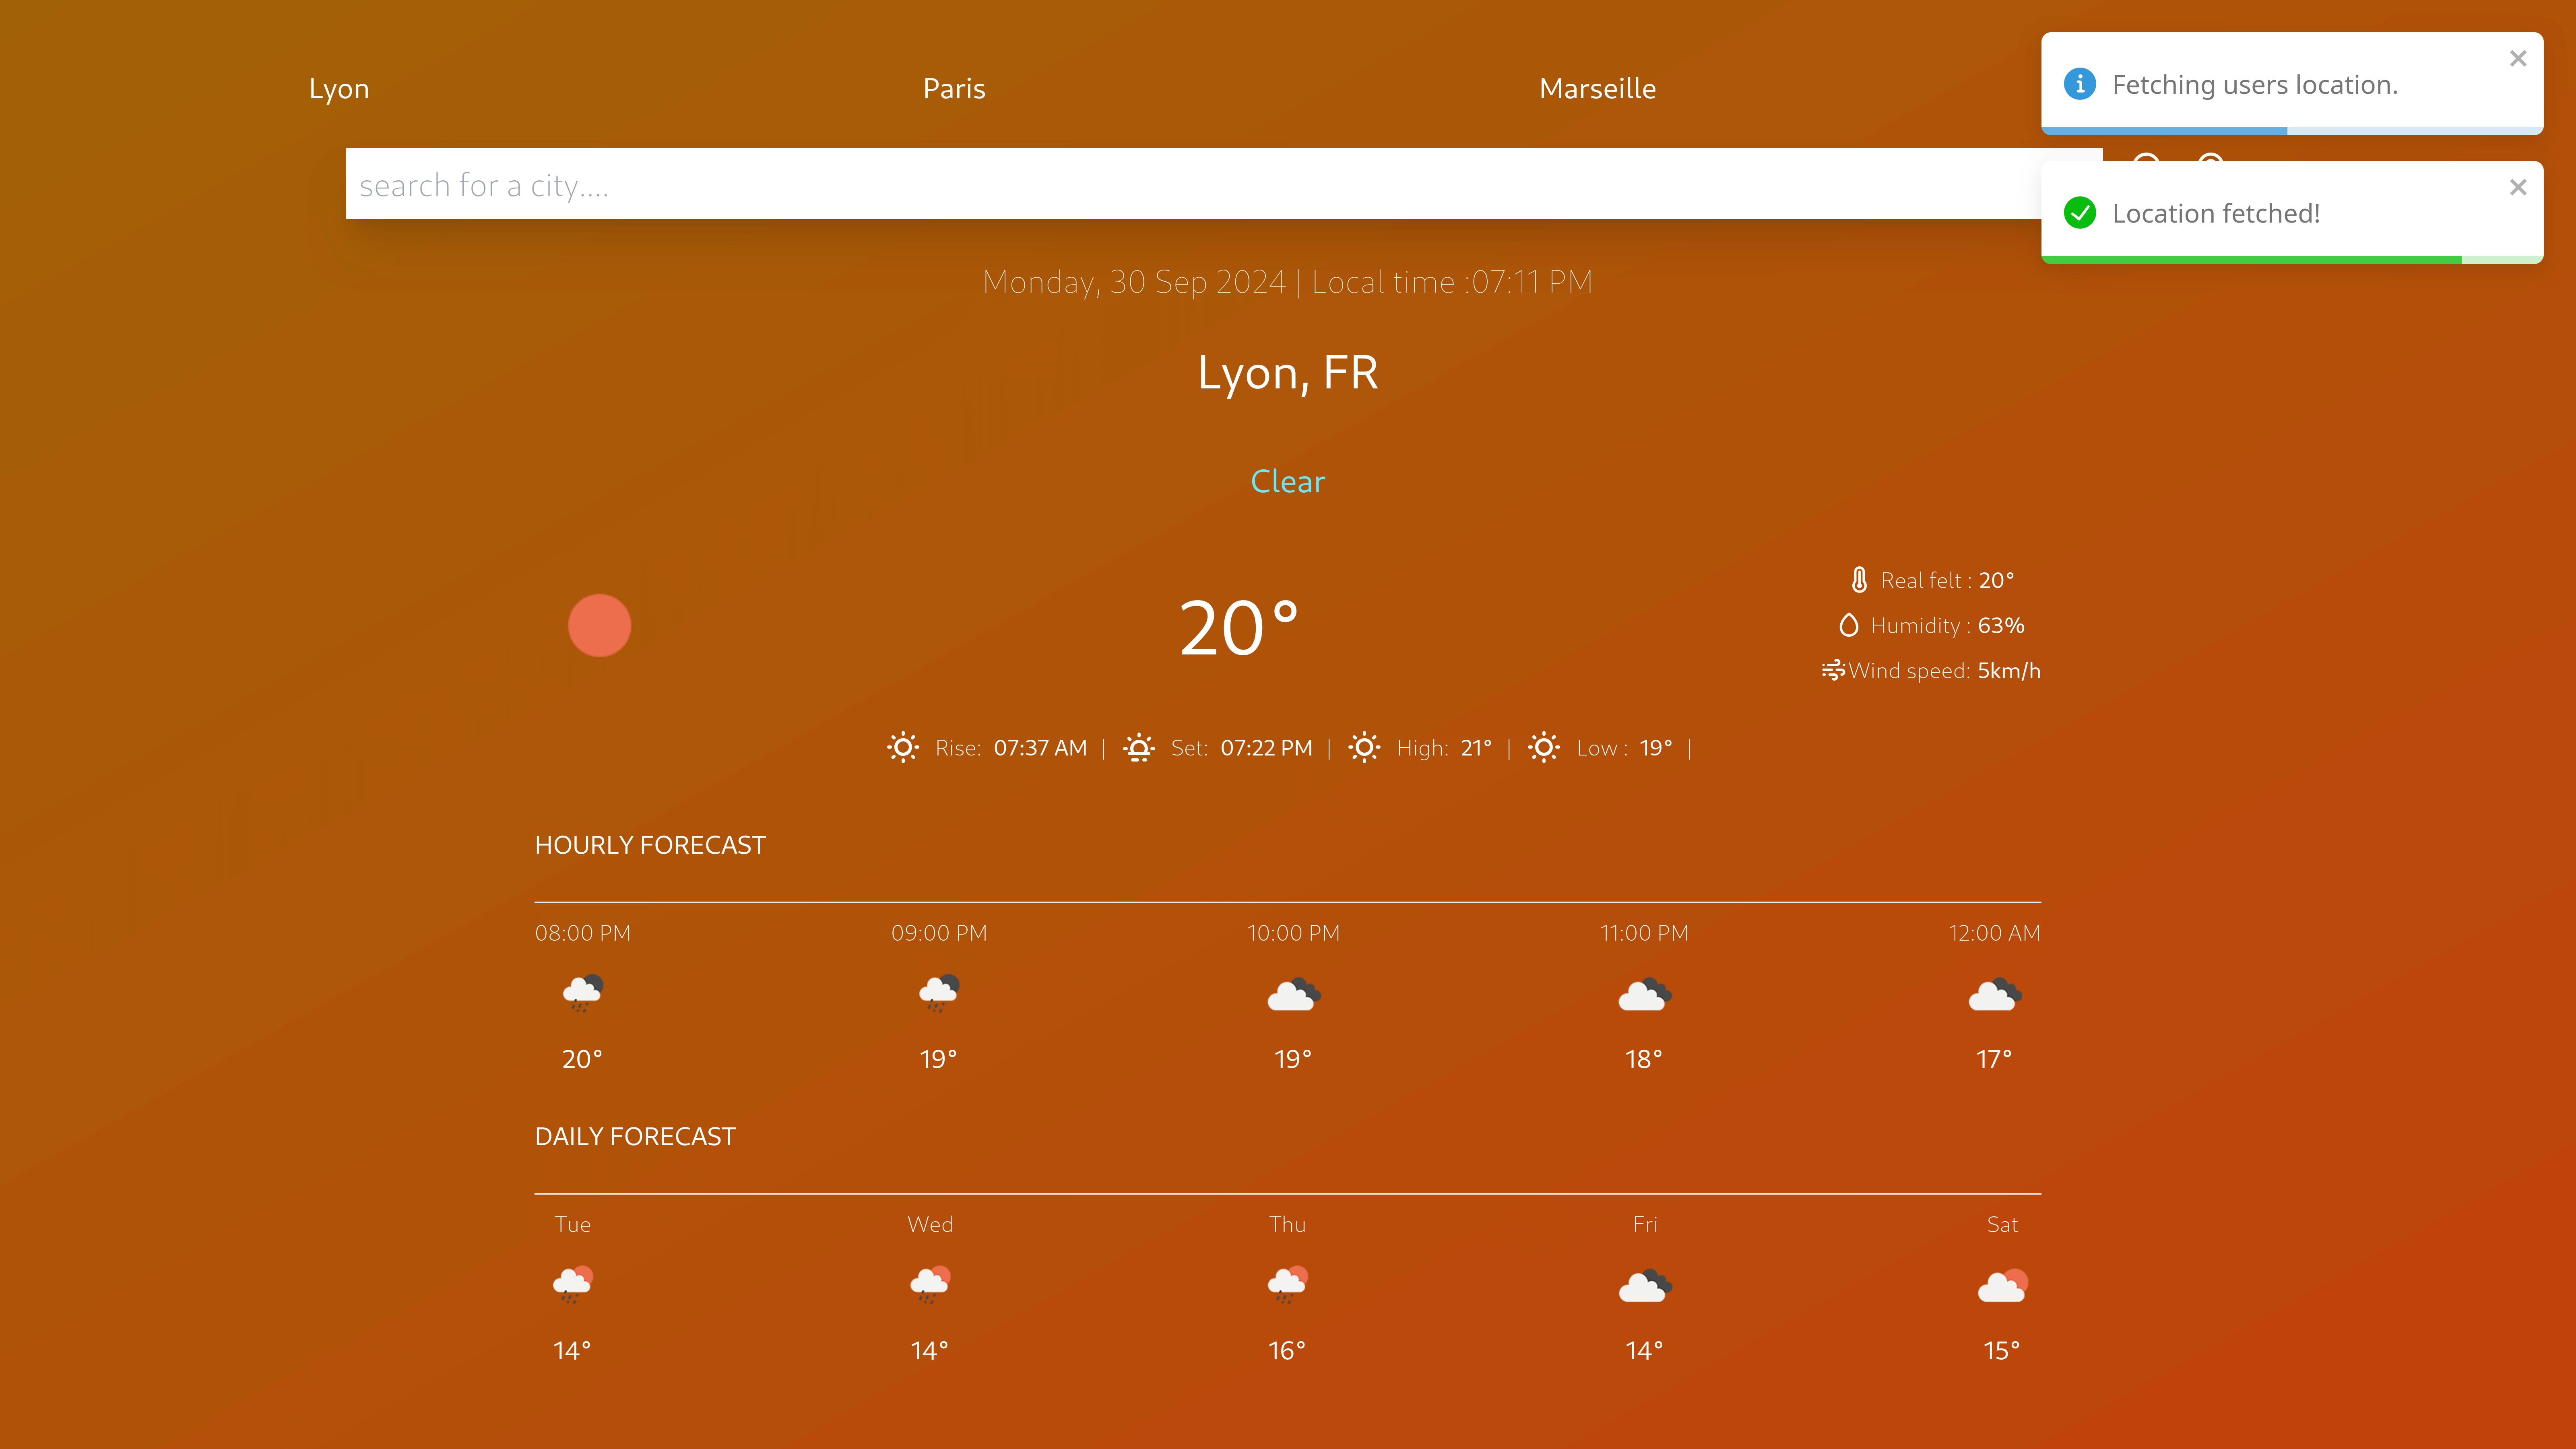 Lyon
Paris
Marseille
Fetching users location.
search for a city....
Location fetched!
Monday, 30 Sep 2024 | Local time :07:11 PM
Lyon, FR
Clear
20°
Real felt : 20°
Humidity : 63%
Wind speed: 5km/h
Rise: 07:37 AM | Set: 07:22 PM | High: 21° | Low : 19° |
HOURLY FORECAST
08:00 PM 09:00 PM 10:00 PM 11:00 PM 12:00 AM
20° 19° 19° 18° 17°
DAILY FORECAST
Tue Wed Thu Fri Sat
14° 14° 16° 14° 15°